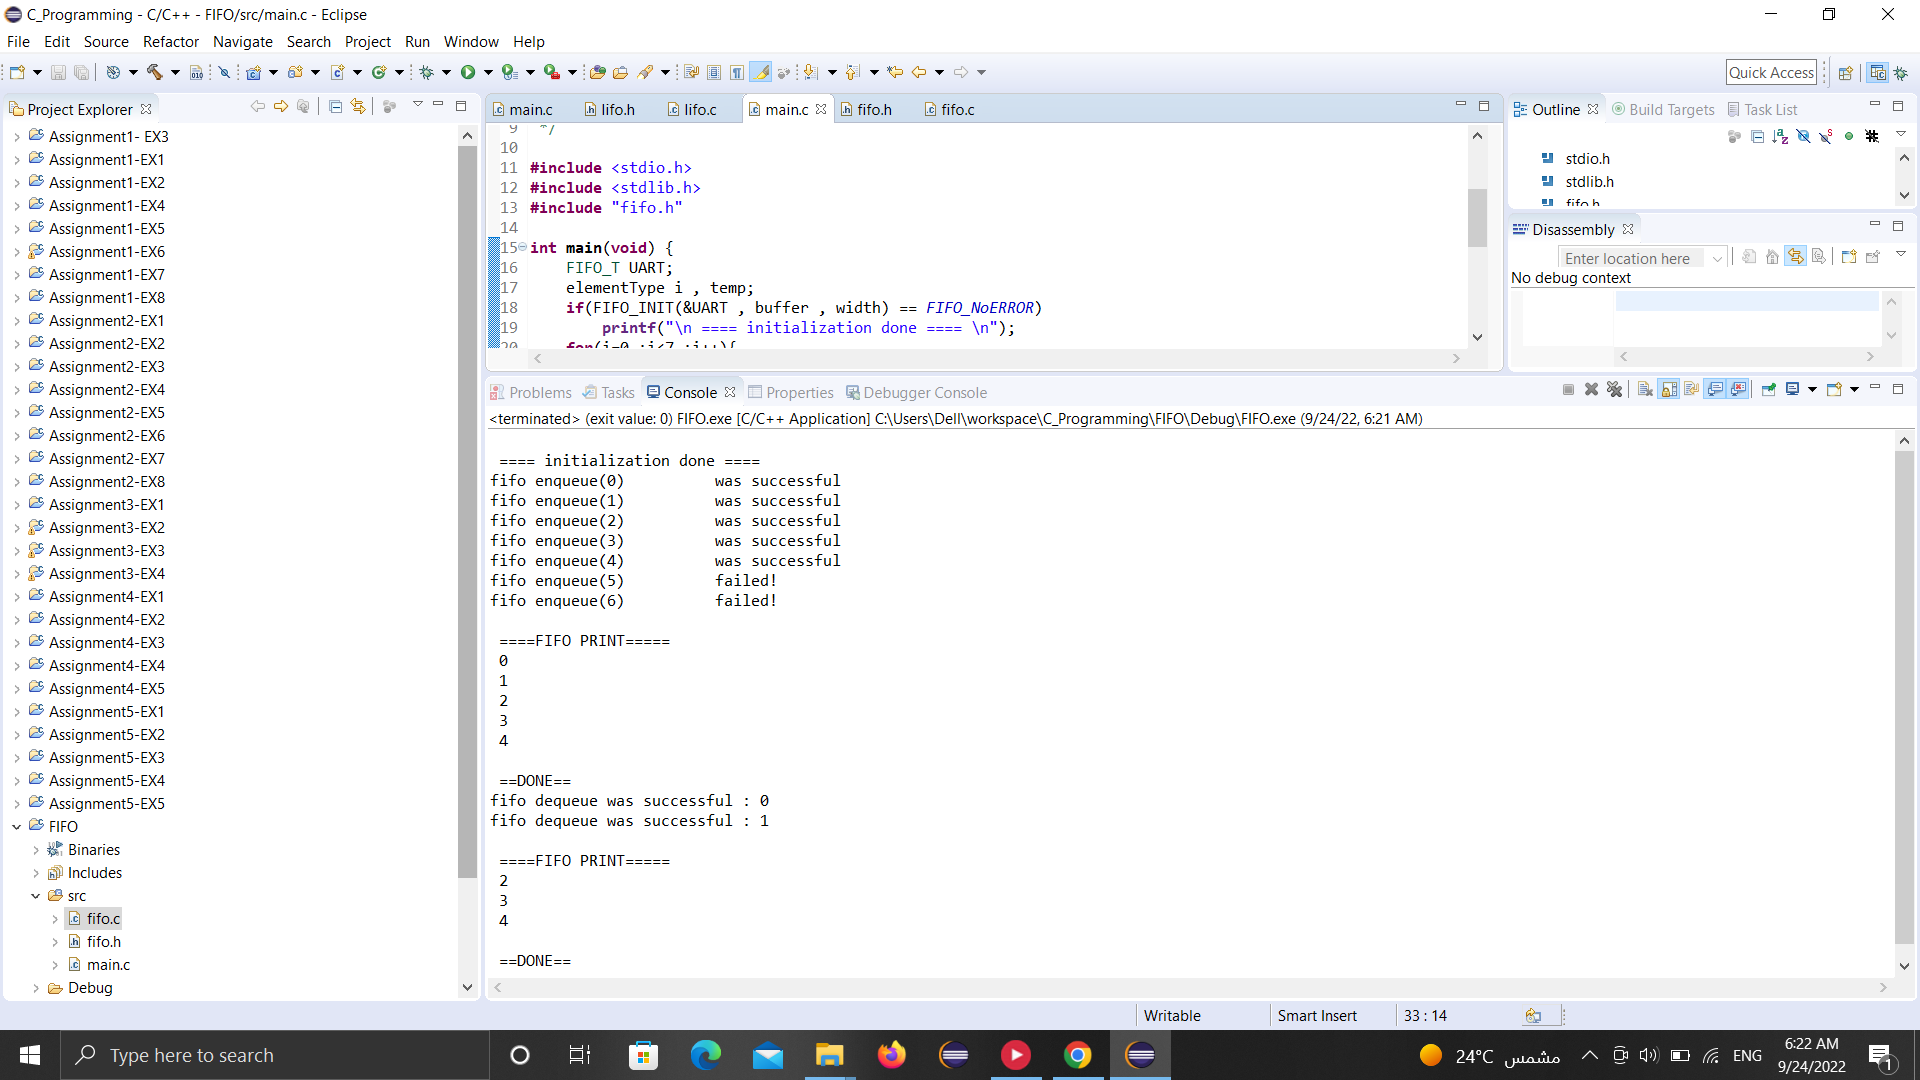 C_Programming - C/C++ - FIFO/src/main.c - Eclipse
File Edit Source Refactor Navigate Search Project Run Window Help
Quick Access
Project Explorer
Assignment1- EX3
Assignment1-EX1
Assignment1-EX2
Assignment1-EX4
Assignment1-EX5
Assignment1-EX6
Assignment1-EX7
Assignment1-EX8
Assignment2-EX1
Assignment2-EX2
Assignment2-EX3
Assignment2-EX4
Assignment2-EX5
Assignment2-EX6
Assignment2-EX7
Assignment2-EX8
Assignment3-EX1
Assignment3-EX2
Assignment3-EX3
Assignment3-EX4
Assignment4-EX1
Assignment4-EX2
Assignment4-EX3
Assignment4-EX4
Assignment4-EX5
Assignment5-EX1
Assignment5-EX2
Assignment5-EX3
Assignment5-EX4
Assignment5-EX5
FIFO
Binaries
Includes
src
fifo.c
fifo.h
main.c
Debug
main.c lifo.h lifo.c main.c fifo.h fifo.c
9 */
10
11 #include <stdio.h>
12 #include <stdlib.h>
13 #include "fifo.h"
14
15 int main(void) {
16 FIFO_T UART;
17 elementType i , temp;
18 if(FIFO_INIT(&UART , buffer , width) == FIFO_NoERROR)
19 printf("\n ==== initialization done ==== \n");
20 for(i=0 ;i<7 ;i++){
Outline Build Targets Task List
stdio.h
stdlib.h
fifo.h
Disassembly
Enter location here
No debug context
Problems Tasks Console Properties Debugger Console
<terminated> (exit value: 0) FIFO.exe [C/C++ Application] C:\Users\Dell\workspace\C_Programming\FIFO\Debug\FIFO.exe (9/24/22, 6:21 AM)
==== initialization done ====
fifo enqueue(0) was successful
fifo enqueue(1) was successful
fifo enqueue(2) was successful
fifo enqueue(3) was successful
fifo enqueue(4) was successful
fifo enqueue(5) failed!
fifo enqueue(6) failed!
====FIFO PRINT=====
0
1
2
3
4
==DONE==
fifo dequeue was successful : 0
fifo dequeue was successful : 1
====FIFO PRINT=====
2
3
4
==DONE==
Writable Smart Insert 33 : 14
Type here to search
24°C مشمس
ENG
6:22 AM
9/24/2022
1